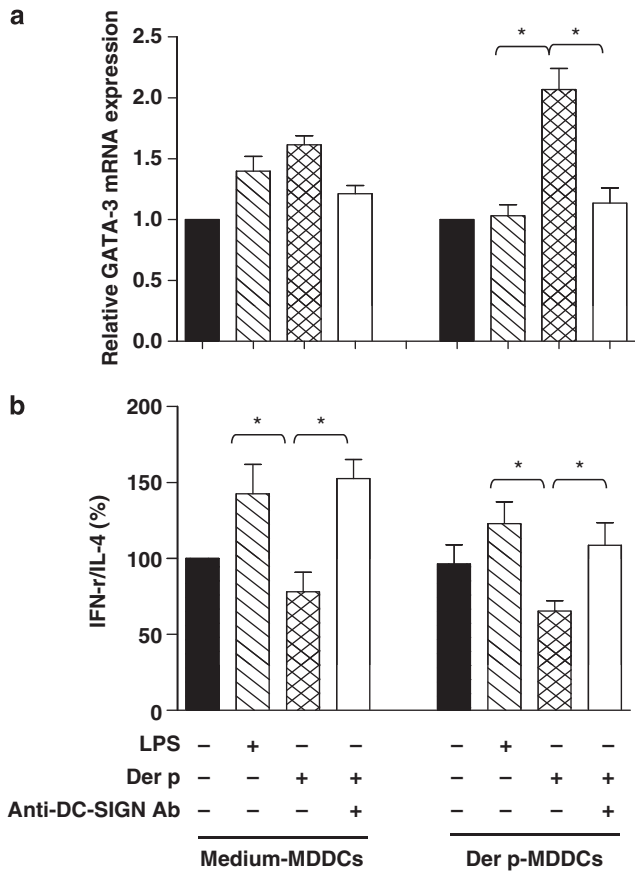 a
Relative GATA-3 mRNA expression
2.5
2.0
1.5
1.0
0.5
0.0
* *
b
IFN-r/IL-4 (%)
200
150
100
50
0
* *
* *
LPS – + – – – + – –
Der p – – + + – – + +
Anti-DC-SIGN Ab – – – + – – – +
Medium-MDDCs Der p-MDDCs